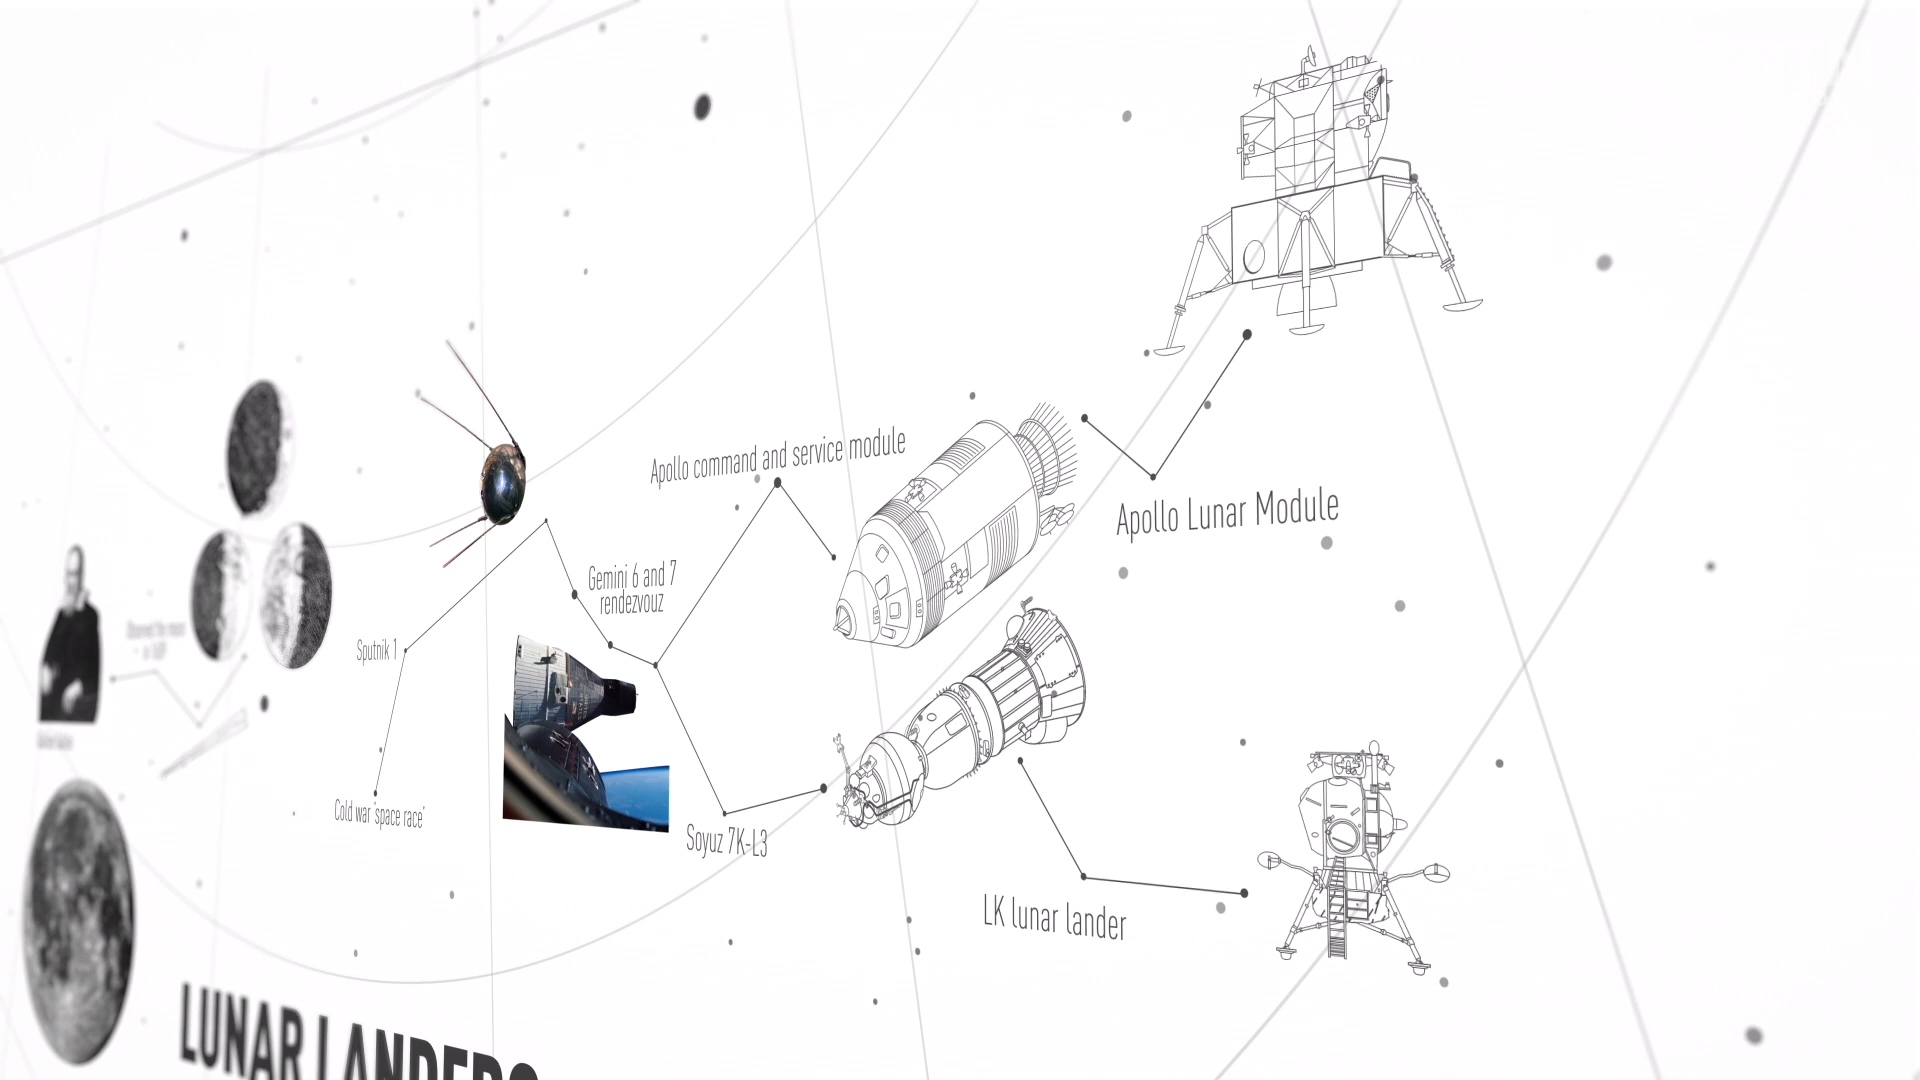 Apollo command and service module
Apollo Lunar Module
Gemini 6 and 7
rendezvouz
Sputnik 1
Cold war 'space race'
Soyuz 7K-L3
LK lunar lander
LUNAR LANDERS